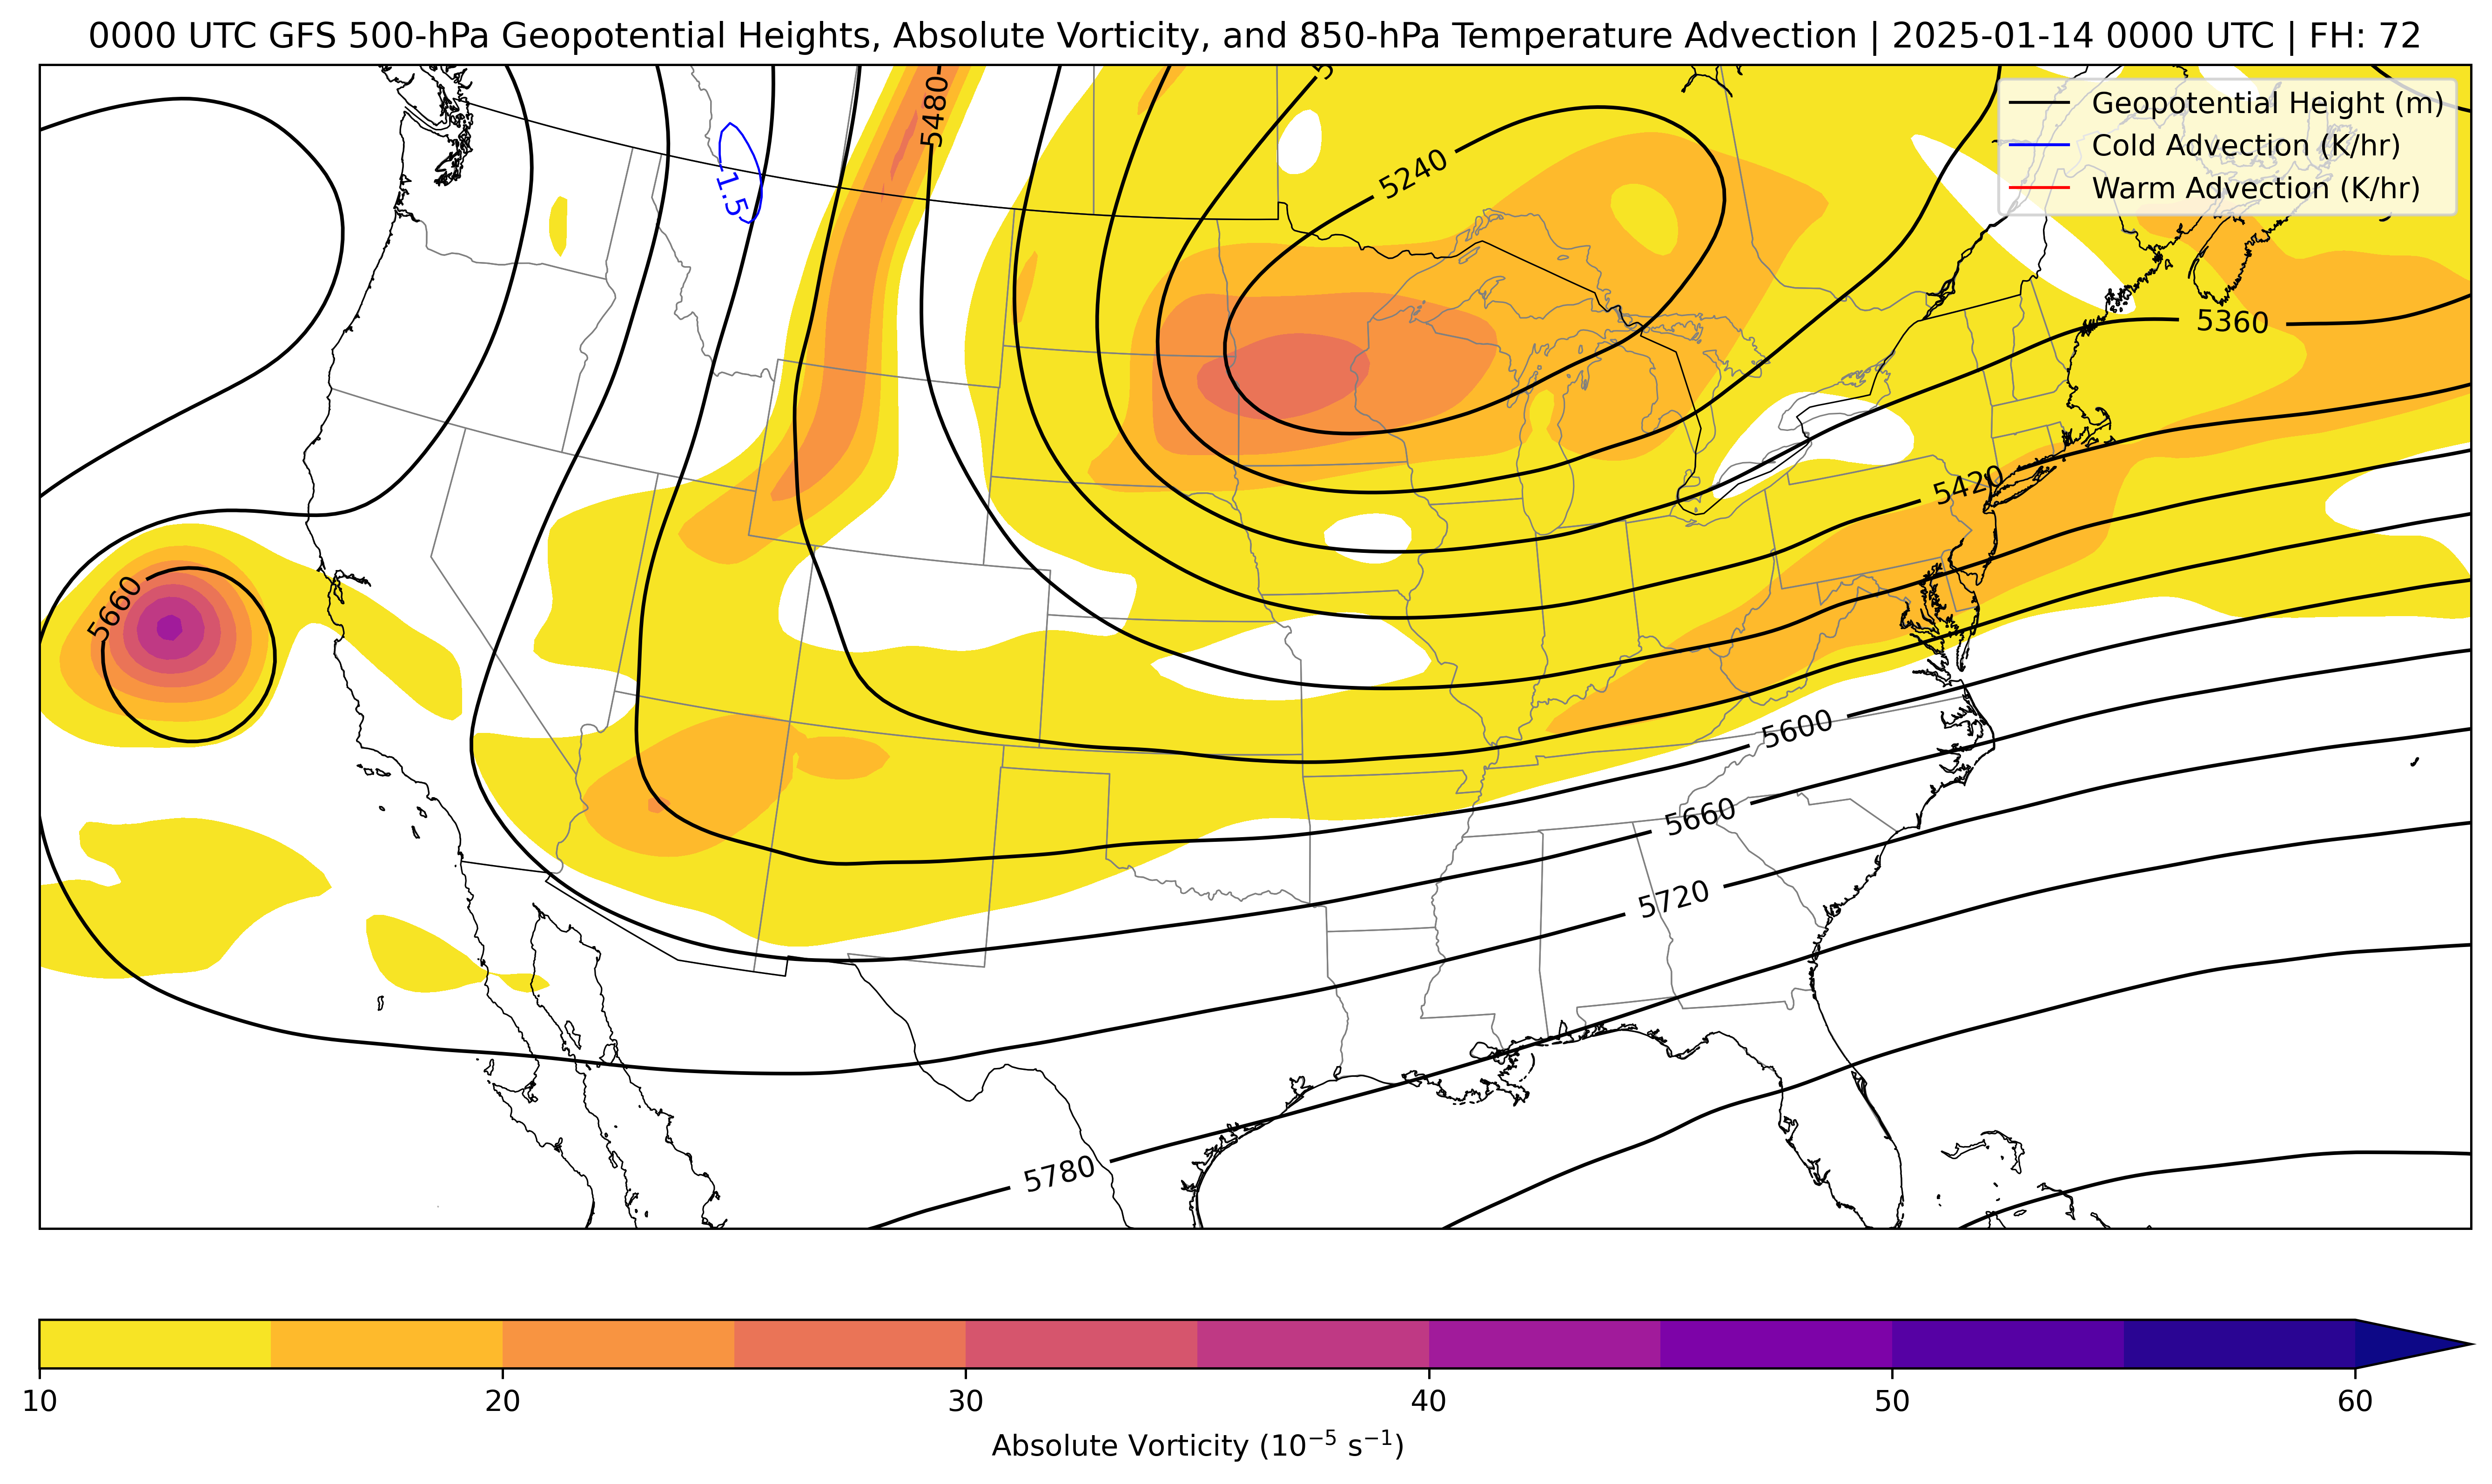 0000 UTC GFS 500-hPa Geopotential Heights, Absolute Vorticity, and 850-hPa Temperature Advection | 2025-01-14 0000 UTC | FH: 72
Geopotential Height (m)
Cold Advection (K/hr)
Warm Advection (K/hr)
5480
5240
1.5
5360
5420
5660
5600
5660
5720
5780
10 20 30 40 50 60
Absolute Vorticity (10⁻⁵ s⁻¹)